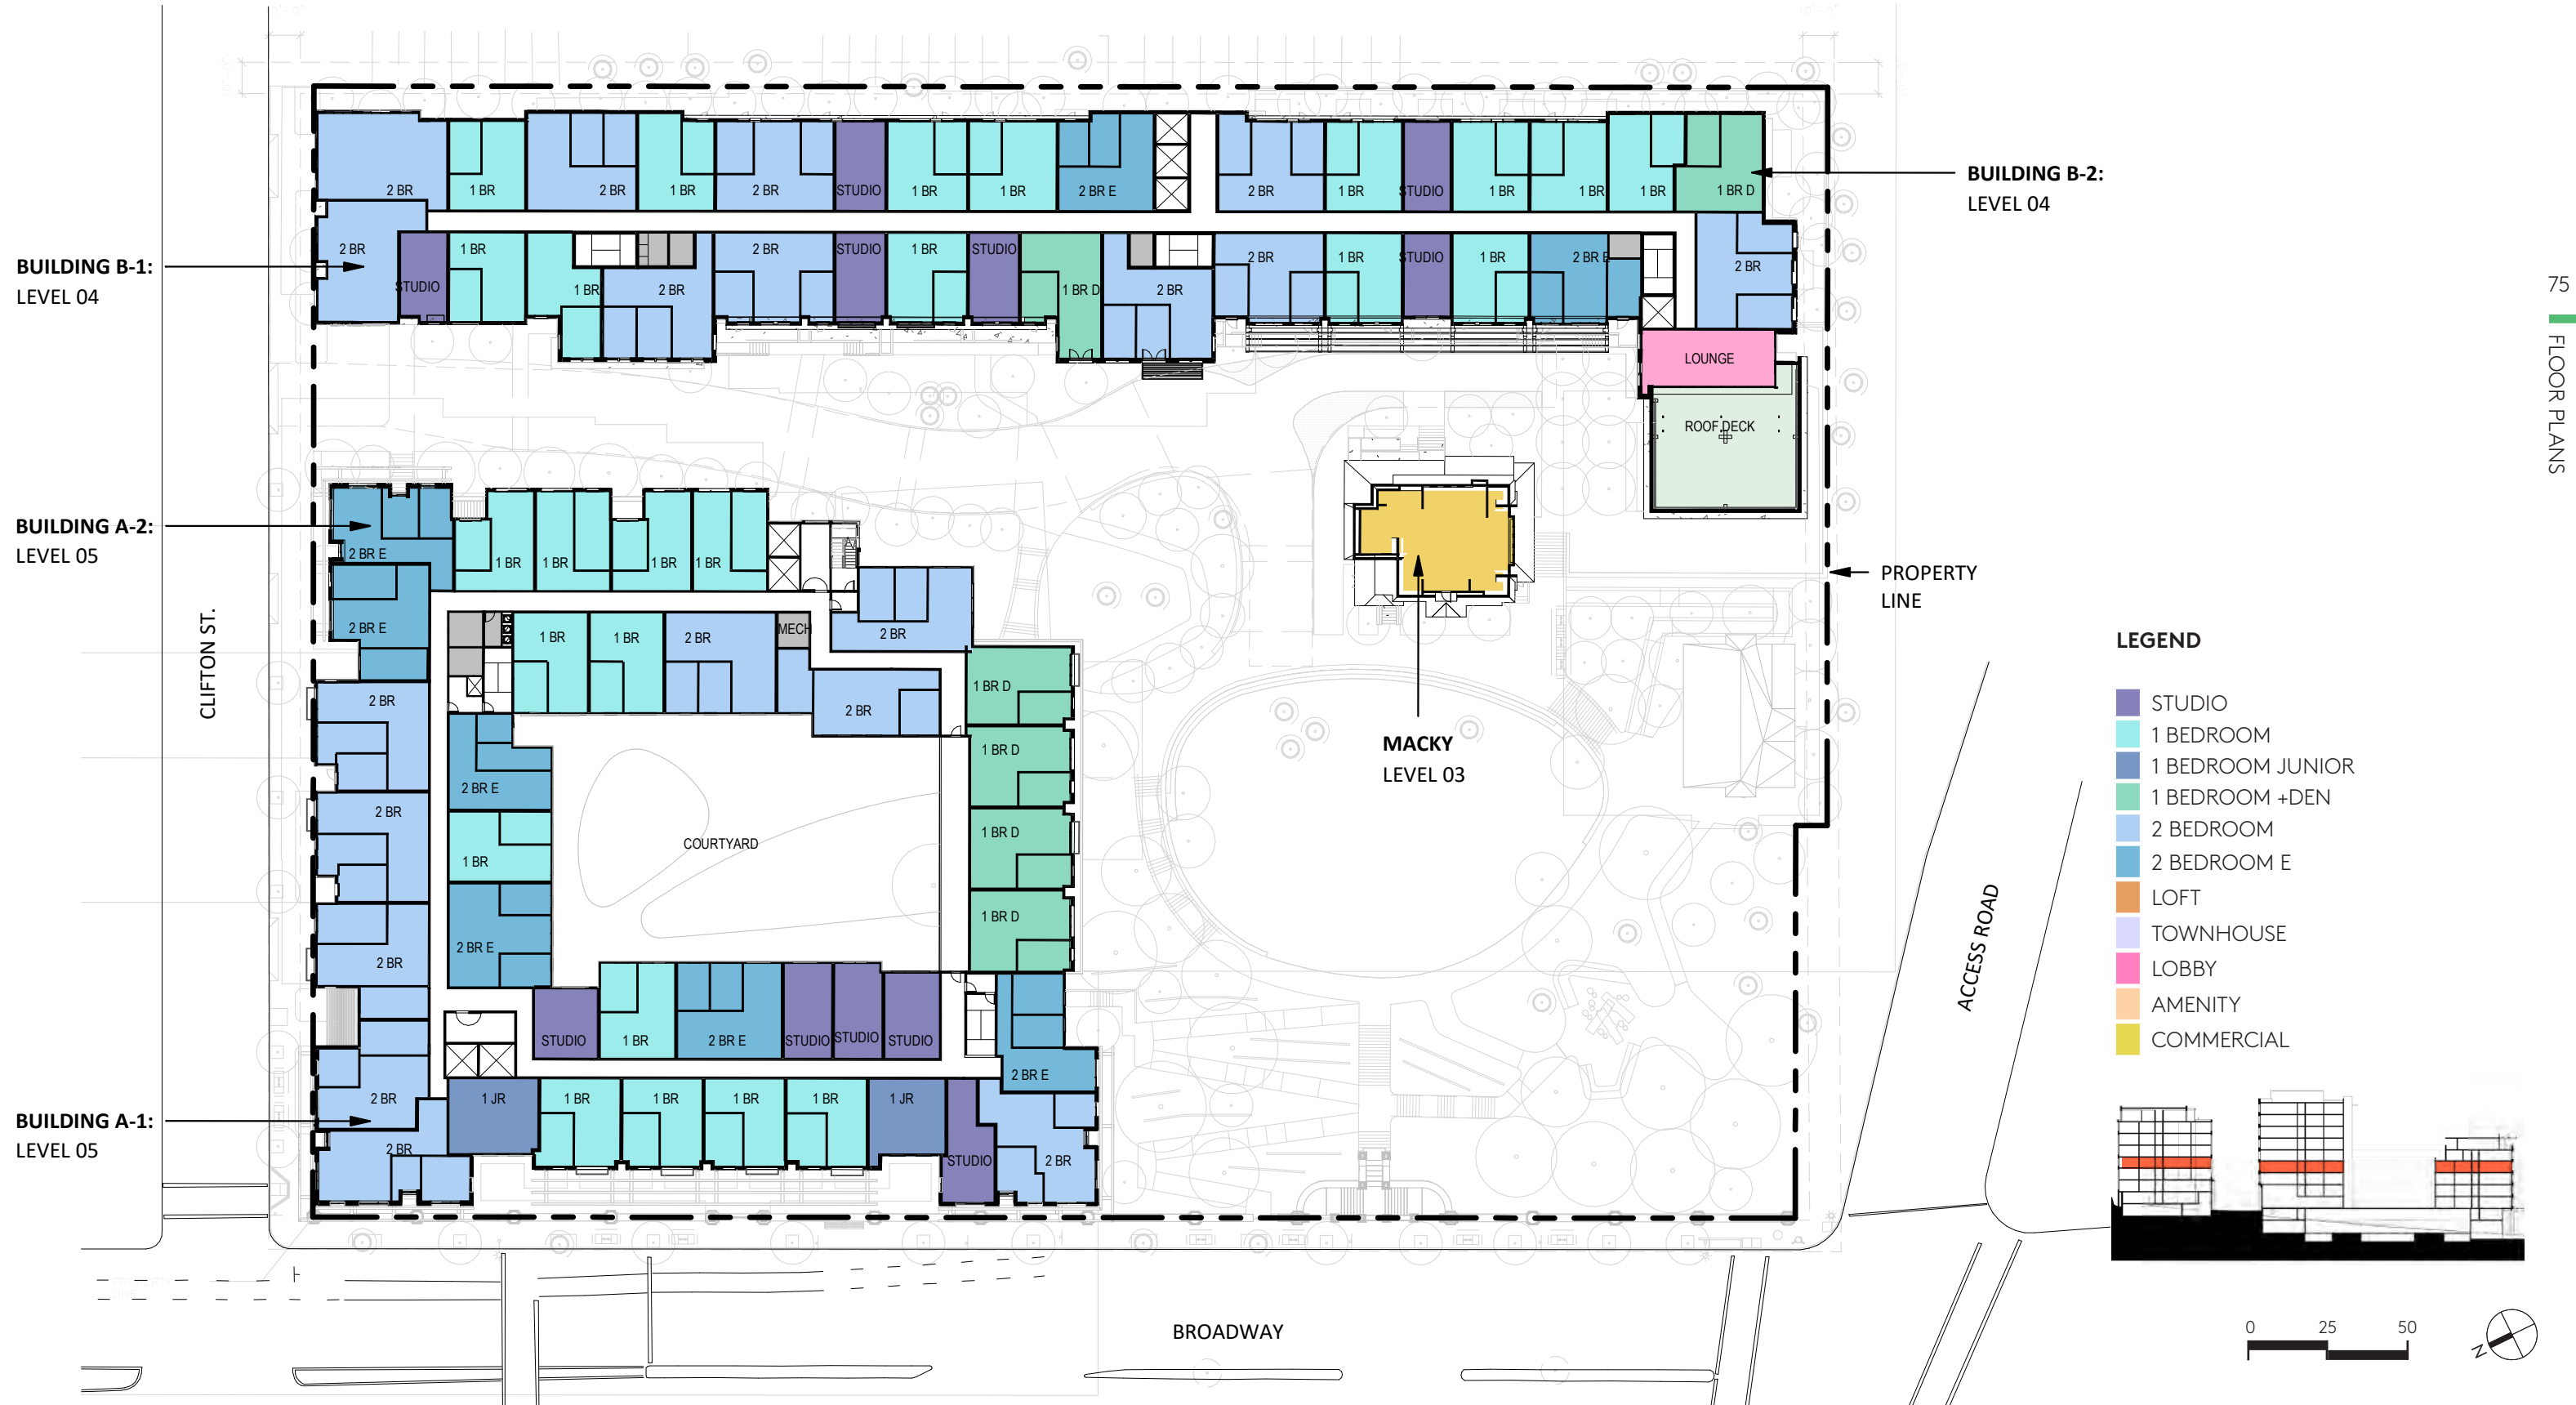 2 BR
1 BR
2 BR
1 BR
2 BR
STUDIO
1 BR
1 BR
2 BR E
2 BR
1 BR
STUDIO
1 BR
1 BR
1 BR
1 BR D
BUILDING B-2:
LEVEL 04
BUILDING B-1:
LEVEL 04
2 BR
STUDIO
1 BR
1 BR
2 BR
2 BR
STUDIO
1 BR
STUDIO
1 BR D
2 BR
2 BR
1 BR
STUDIO
1 BR
2 BR E
2 BR
LOUNGE
ROOF DECK
75
FLOOR PLANS
BUILDING A-2:
LEVEL 05
2 BR E
1 BR
1 BR
1 BR
1 BR
2 BR E
1 BR
1 BR
2 BR
MECH
2 BR
2 BR
1 BR D
1 BR D
1 BR D
1 BR D
CLIFTON ST.
2 BR
2 BR
2 BR
2 BR E
1 BR
2 BR E
COURTYARD
MACKY
LEVEL 03
PROPERTY
LINE
STUDIO
1 BR
2 BR E
STUDIO
STUDIO
STUDIO
2 BR E
BUILDING A-1:
LEVEL 05
2 BR
2 BR
1 JR
1 BR
1 BR
1 BR
1 BR
1 JR
STUDIO
2 BR
ACCESS ROAD
BROADWAY
LEGEND
STUDIO
1 BEDROOM
1 BEDROOM JUNIOR
1 BEDROOM +DEN
2 BEDROOM
2 BEDROOM E
LOFT
TOWNHOUSE
LOBBY
AMENITY
COMMERCIAL
0 25 50
N